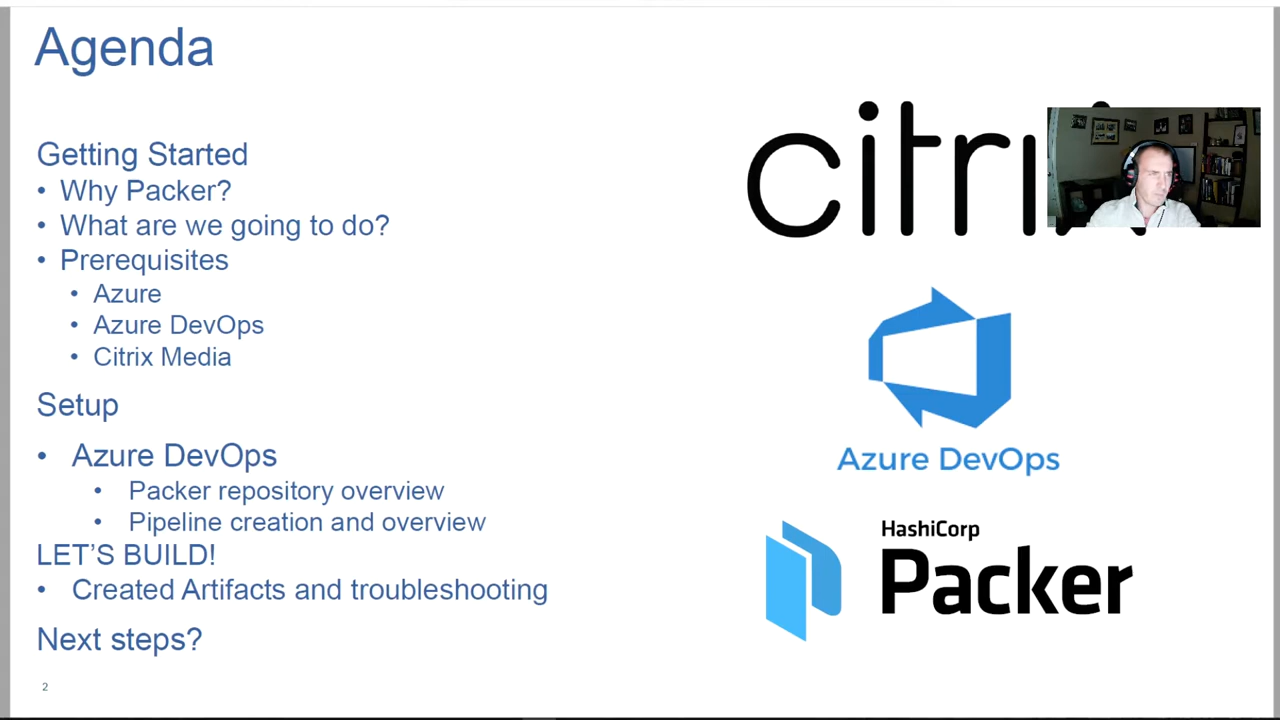 Agenda
Getting Started
• Why Packer?
• What are we going to do?
• Prerequisites
• Azure
• Azure DevOps
• Citrix Media
Setup
• Azure DevOps
• Packer repository overview
• Pipeline creation and overview
LET'S BUILD!
• Created Artifacts and troubleshooting
Next steps?
2
citrix
Azure DevOps
HashiCorp
Packer